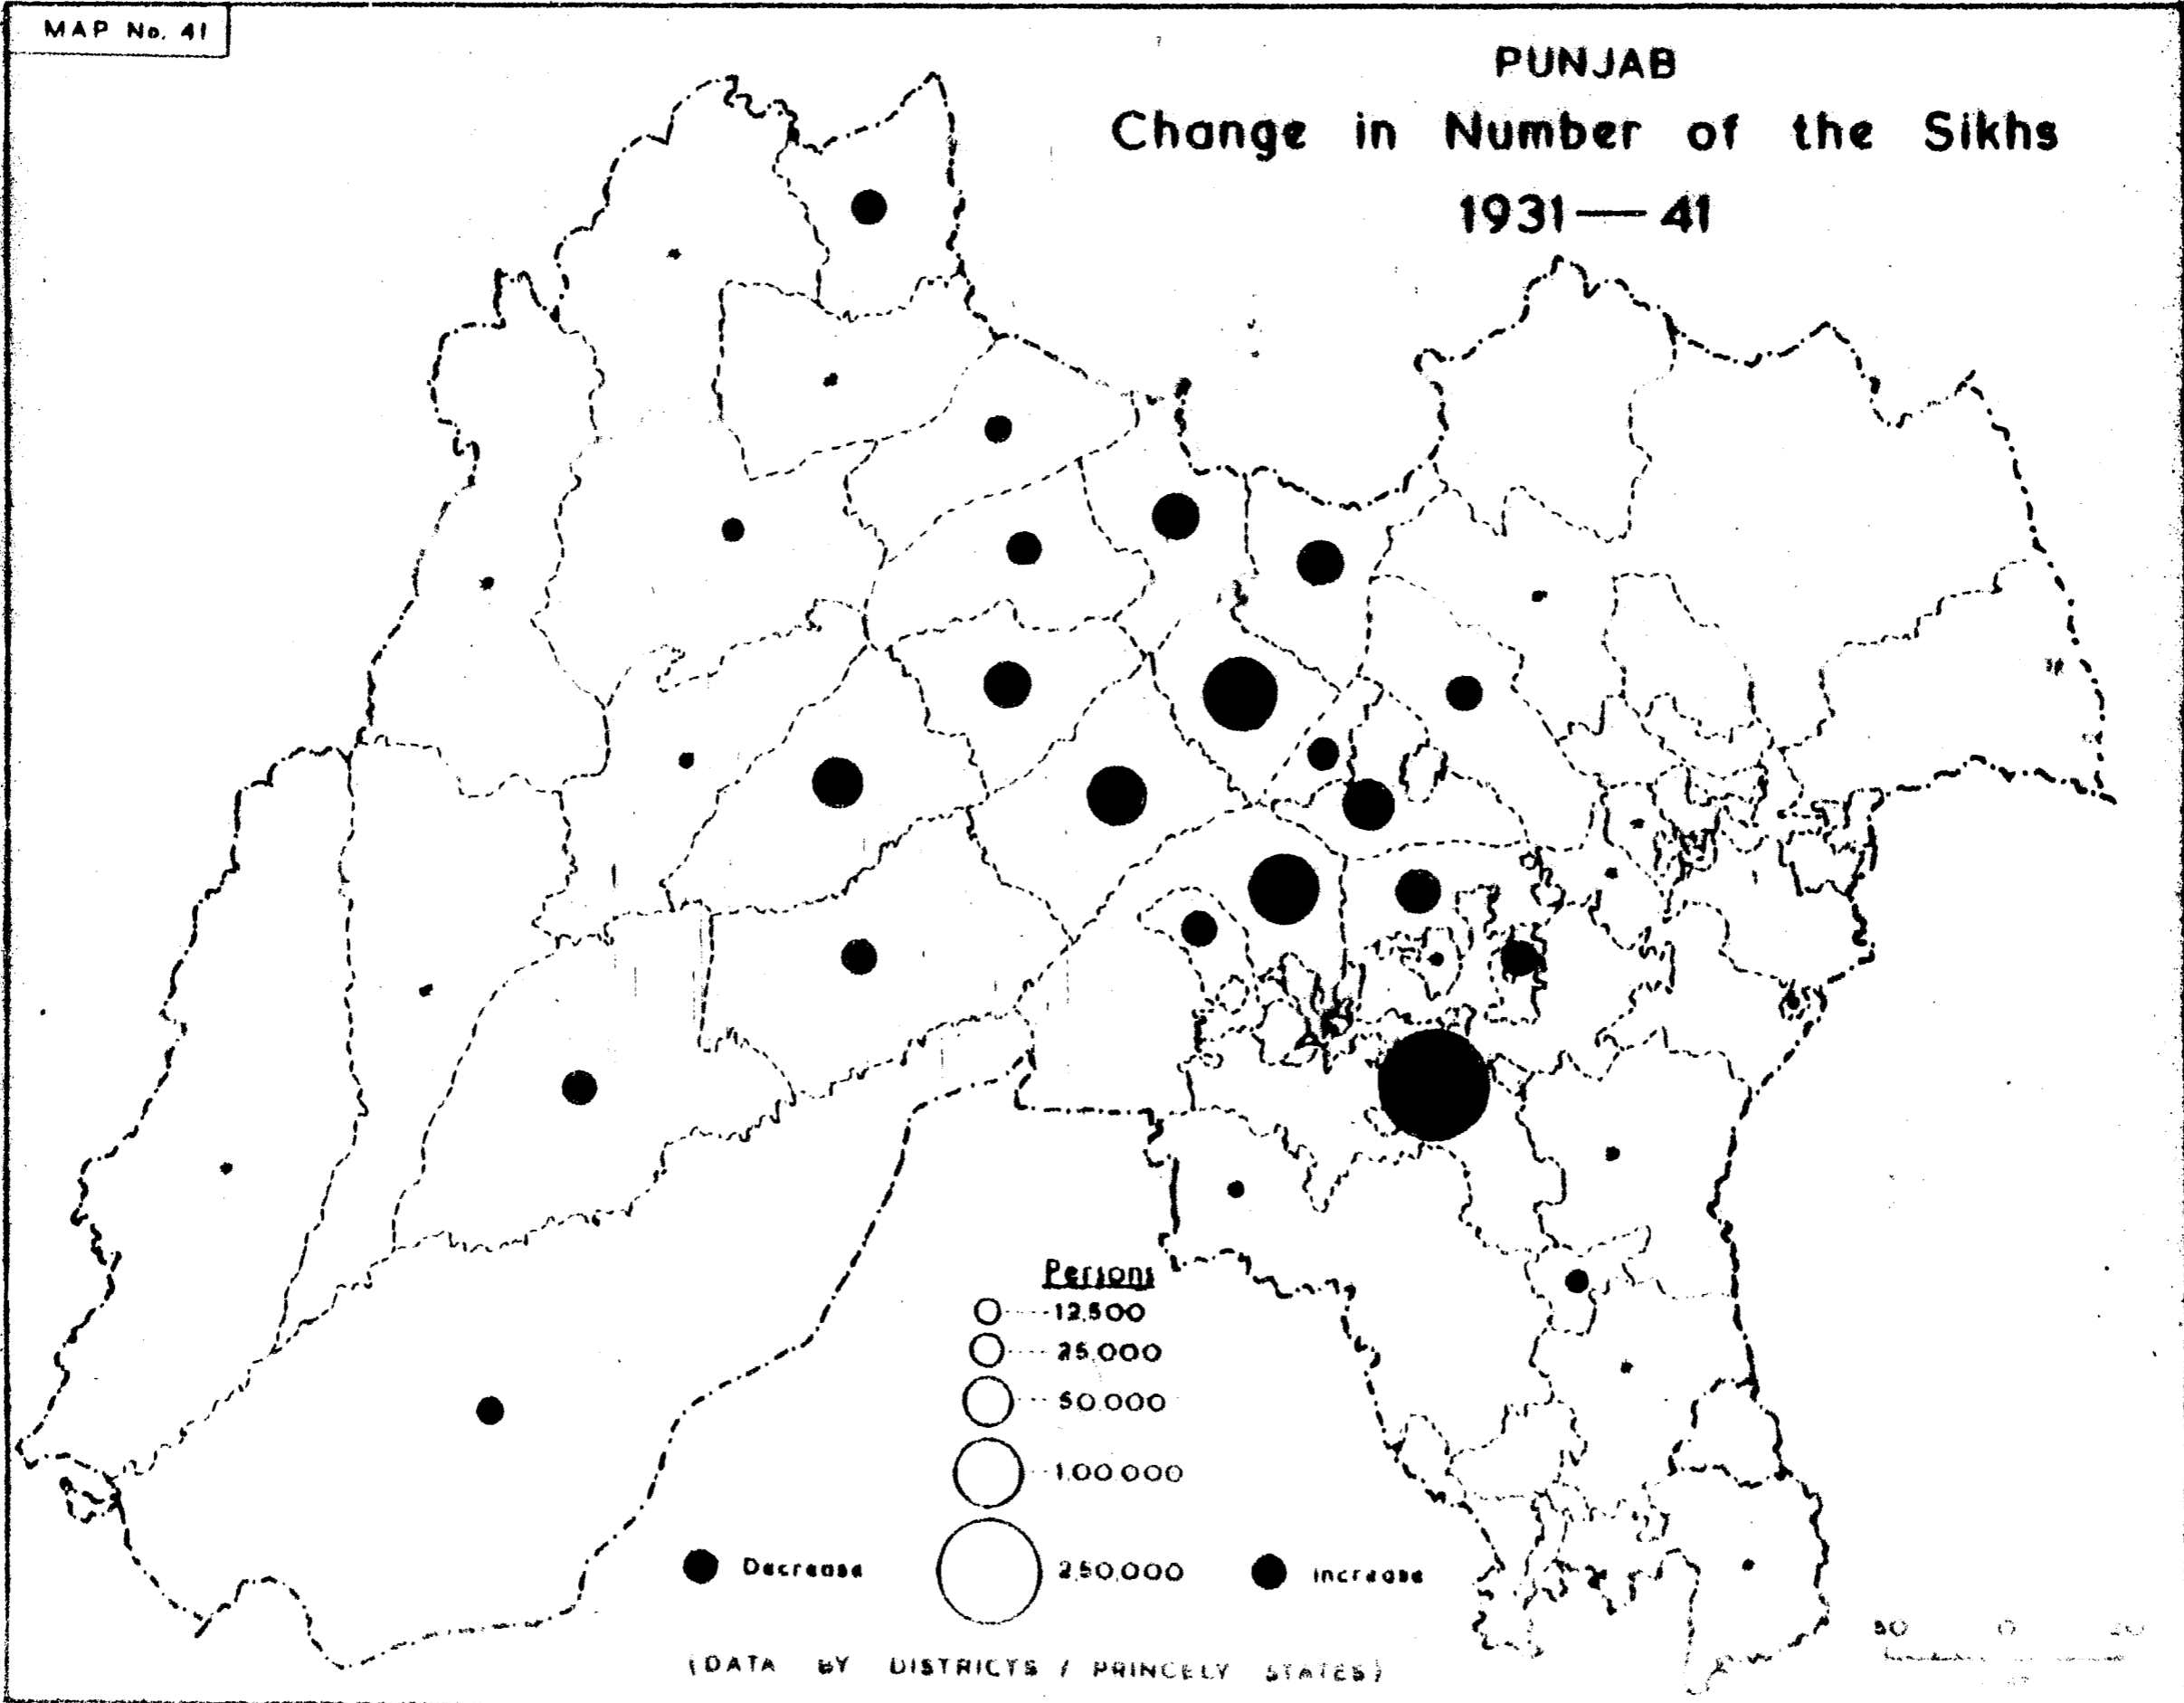 MAP No. 41
PUNJAB
Change in Number of the Sikhs
1931—41
Persons
12,500
25,000
50,000
1,00,000
2,50,000
Decrease
Increase
(DATA BY DISTRICTS / PRINCELY STATES)
0